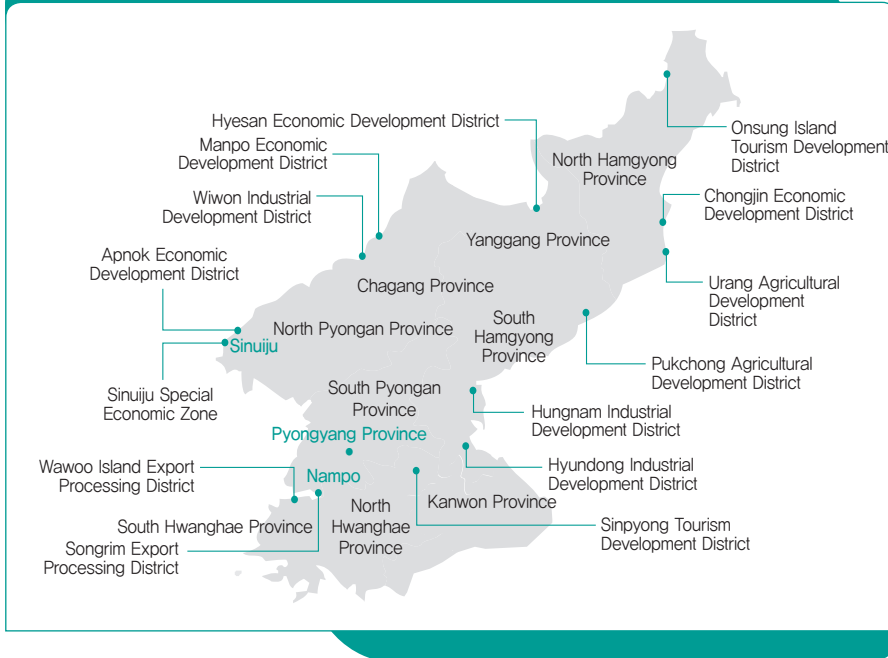 Hyesan Economic Development District
Manpo Economic
Development District
Wiwon Industrial
Development District
Apnok Economic
Development District
Sinuiju
Sinuiju Special
Economic Zone
Onsung Island
Tourism Development
District
North Hamgyong
Province
Chongjin Economic
Development District
Yanggang Province
Chagang Province
Urang Agricultural
Development
District
North Pyongan Province
South
Hamgyong
Province
Pukchong Agricultural
Development District
South Pyongan
Province
Hungnam Industrial
Development District
Pyongyang Province
Wawoo Island Export
Processing District
Nampo
Hyundong Industrial
Development District
Kanwon Province
North
Hwanghae
Province
South Hwanghae Province
Songrim Export
Processing District
Sinpyong Tourism
Development District